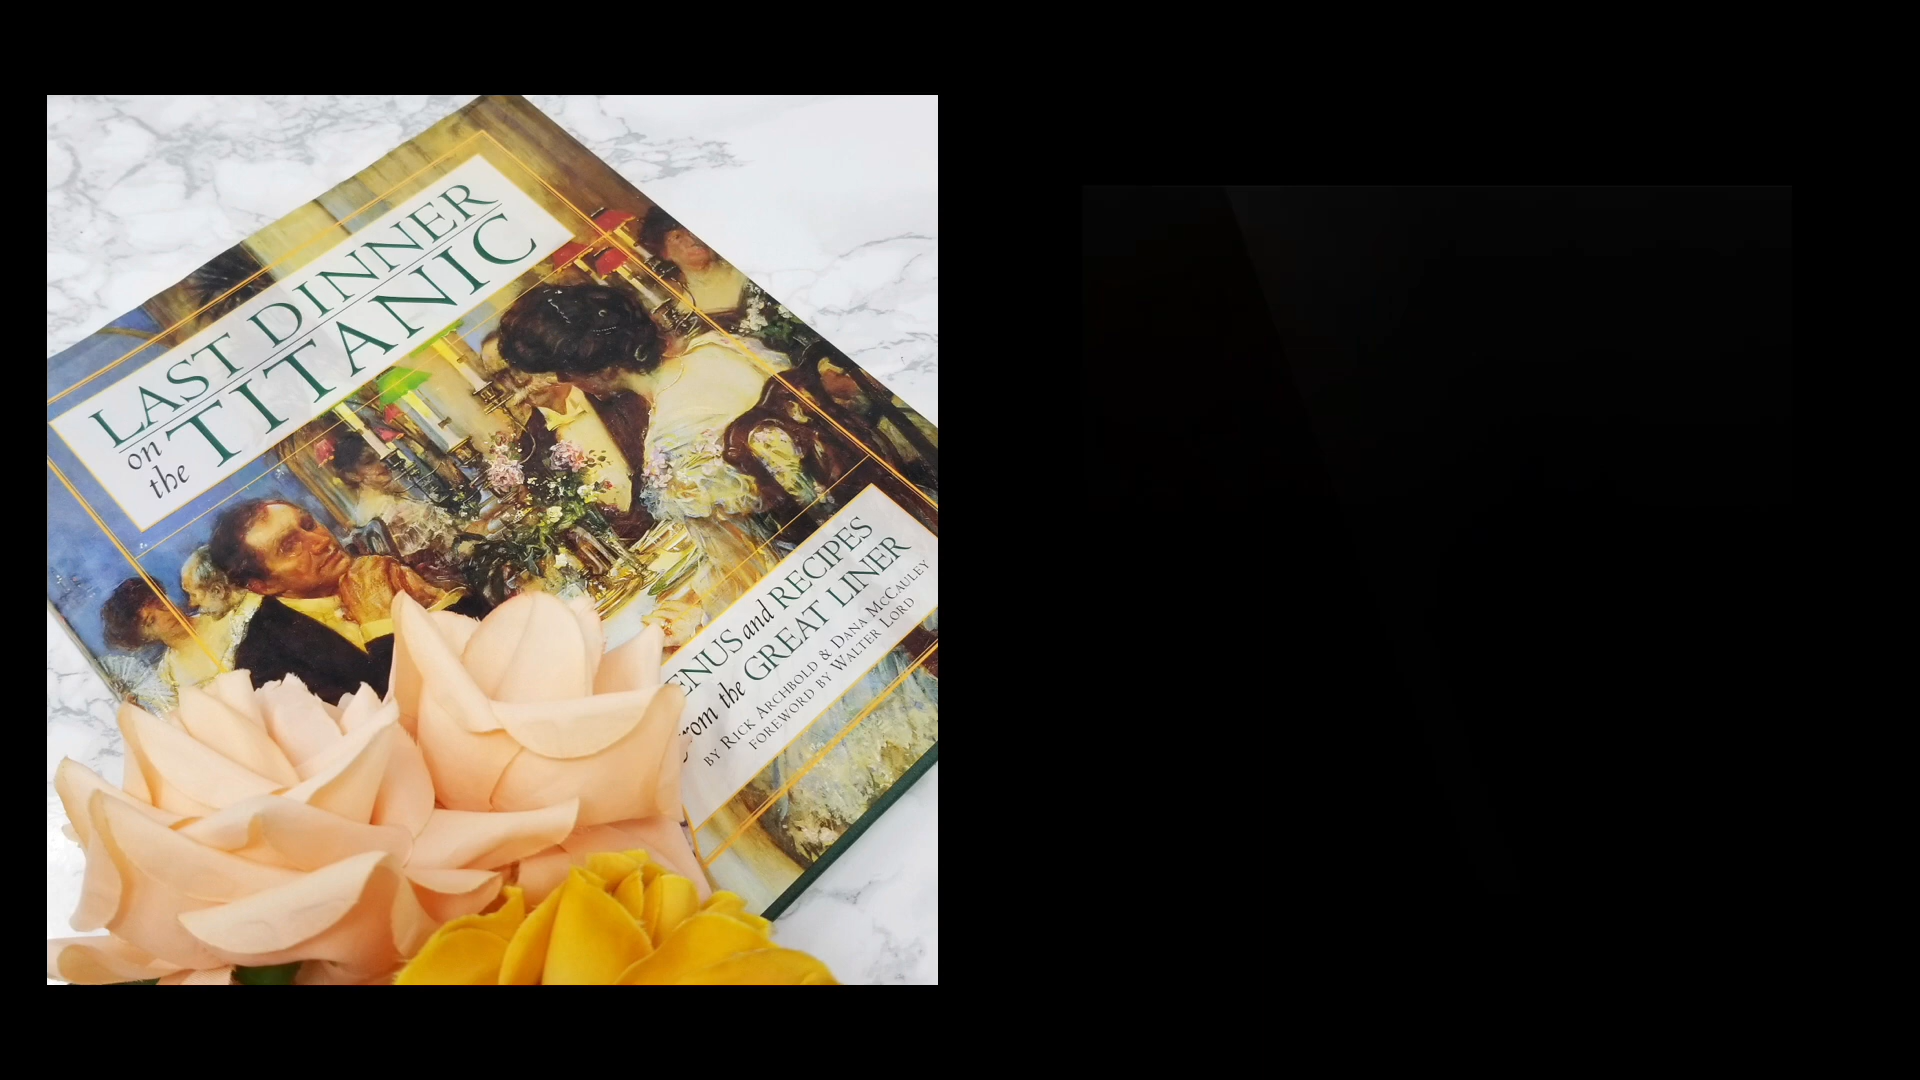 LAST DINNER
on
the
TITANIC
ENUS and RECIPES
from the GREAT LINER
BY RICK ARCHBOLD & DANA MCCAULEY
FOREWORD BY WALTER LORD